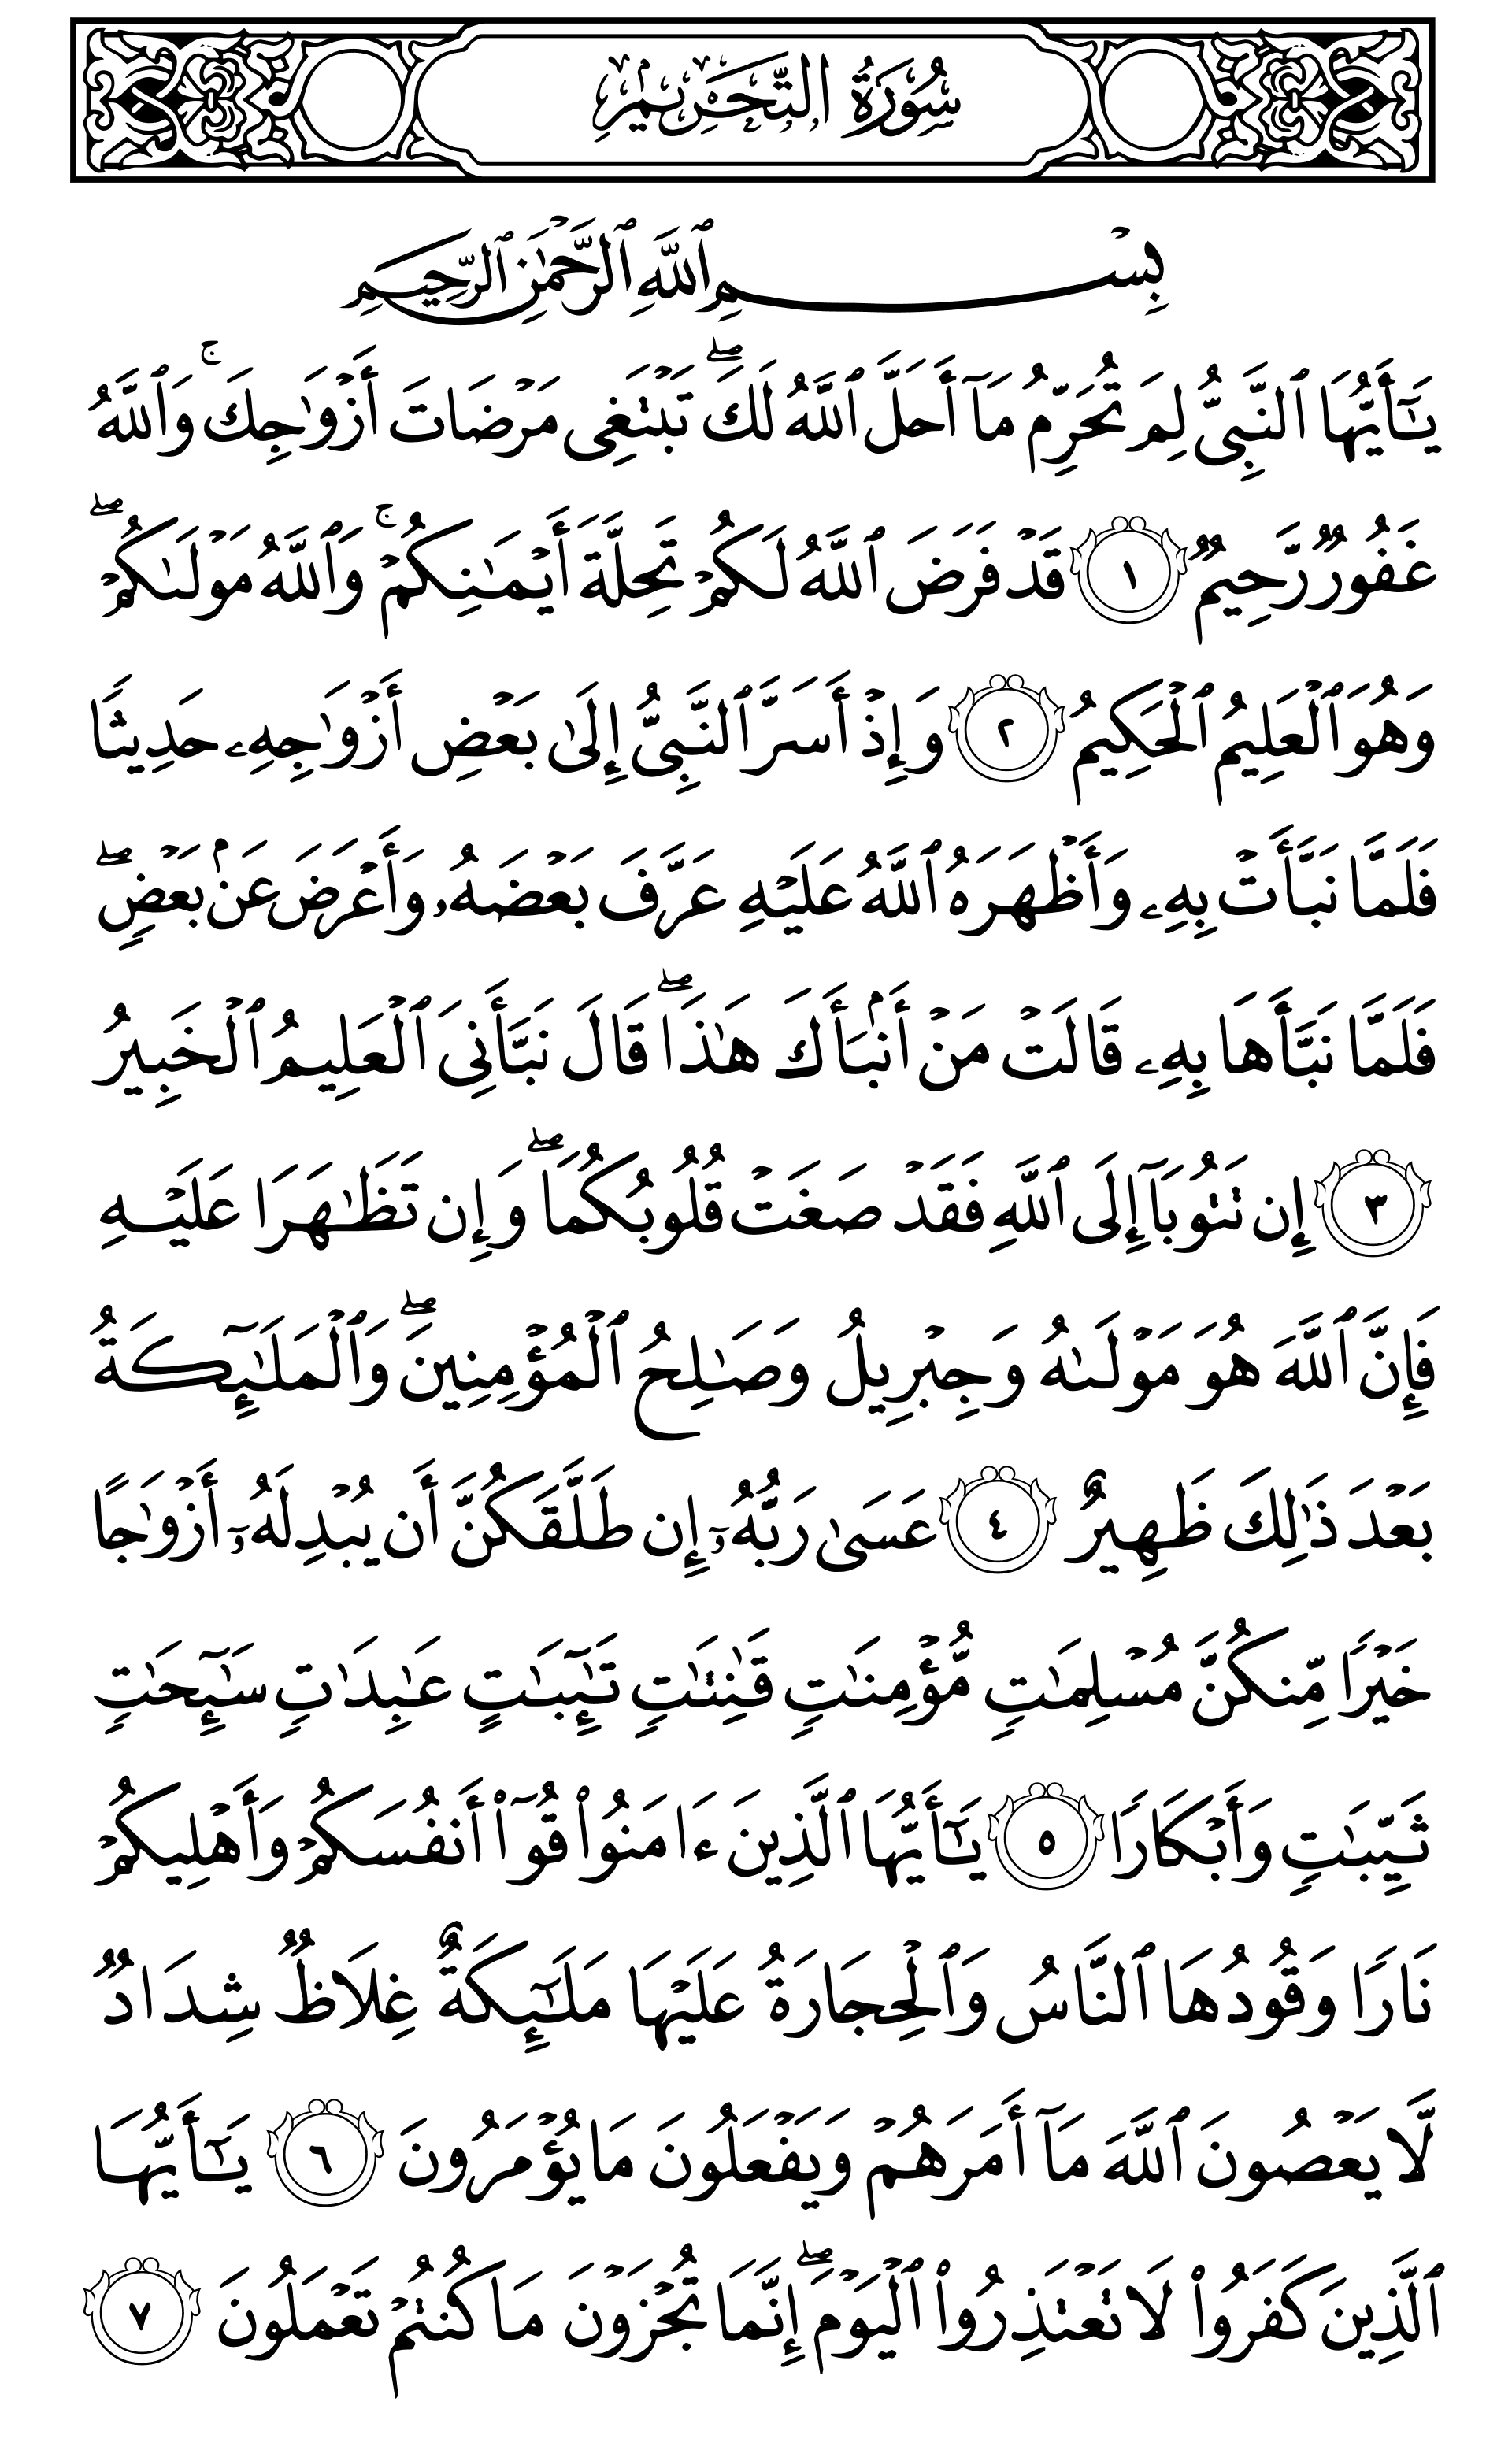 سُورَةُ التَّحْرِيمِ
بِسْمِ ٱللَّهِ ٱلرَّحْمَٰنِ ٱلرَّحِيمِ
يَـٰٓأَيُّهَا ٱلنَّبِىُّ لِمَ تُحَرِّمُ مَآ أَحَلَّ ٱللَّهُ لَكَ ۖ تَبْتَغِى مَرْضَاتَ أَزْوَٰجِكَ ۚ وَٱللَّهُ
غَفُورٌ رَّحِيمٌ ١ قَدْ فَرَضَ ٱللَّهُ لَكُمْ تَحِلَّةَ أَيْمَـٰنِكُمْ ۚ وَٱللَّهُ مَوْلَىٰكُمْ ۖ
وَهُوَ ٱلْعَلِيمُ ٱلْحَكِيمُ ٢ وَإِذْ أَسَرَّ ٱلنَّبِىُّ إِلَىٰ بَعْضِ أَزْوَٰجِهِۦ حَدِيثًا
فَلَمَّا نَبَّأَتْ بِهِۦ وَأَظْهَرَهُ ٱللَّهُ عَلَيْهِ عَرَّفَ بَعْضَهُۥ وَأَعْرَضَ عَنۢ بَعْضٍ ۖ
فَلَمَّا نَبَّأَهَا بِهِۦ قَالَتْ مَنْ أَنۢبَأَكَ هَـٰذَا ۖ قَالَ نَبَّأَنِىَ ٱلْعَلِيمُ ٱلْخَبِيرُ
٣ إِن تَتُوبَآ إِلَى ٱللَّهِ فَقَدْ صَغَتْ قُلُوبُكُمَا ۖ وَإِن تَظَـٰهَرَا عَلَيْهِ
فَإِنَّ ٱللَّهَ هُوَ مَوْلَىٰهُ وَجِبْرِيلُ وَصَـٰلِحُ ٱلْمُؤْمِنِينَ ۖ وَٱلْمَلَـٰٓئِكَةُ
بَعْدَ ذَٰلِكَ ظَهِيرٌ ٤ عَسَىٰ رَبُّهُۥٓ إِن طَلَّقَكُنَّ أَن يُبْدِلَهُۥٓ أَزْوَٰجًا
خَيْرًا مِّنكُنَّ مُسْلِمَـٰتٍ مُّؤْمِنَـٰتٍ قَـٰنِتَـٰتٍ تَـٰٓئِبَـٰتٍ عَـٰبِدَٰتٍ سَـٰٓئِحَـٰتٍ
ثَيِّبَـٰتٍ وَأَبْكَارًا ٥ يَـٰٓأَيُّهَا ٱلَّذِينَ ءَامَنُوا۟ قُوٓا۟ أَنفُسَكُمْ وَأَهْلِيكُمْ
نَارًا وَقُودُهَا ٱلنَّاسُ وَٱلْحِجَارَةُ عَلَيْهَا مَلَـٰٓئِكَةٌ غِلَاظٌ شِدَادٌ
لَّا يَعْصُونَ ٱللَّهَ مَآ أَمَرَهُمْ وَيَفْعَلُونَ مَا يُؤْمَرُونَ ٦ يَـٰٓأَيُّهَا
ٱلَّذِينَ كَفَرُوا۟ لَا تَعْتَذِرُوا۟ ٱلْيَوْمَ ۖ إِنَّمَا تُجْزَوْنَ مَا كُنتُمْ تَعْمَلُونَ ٧